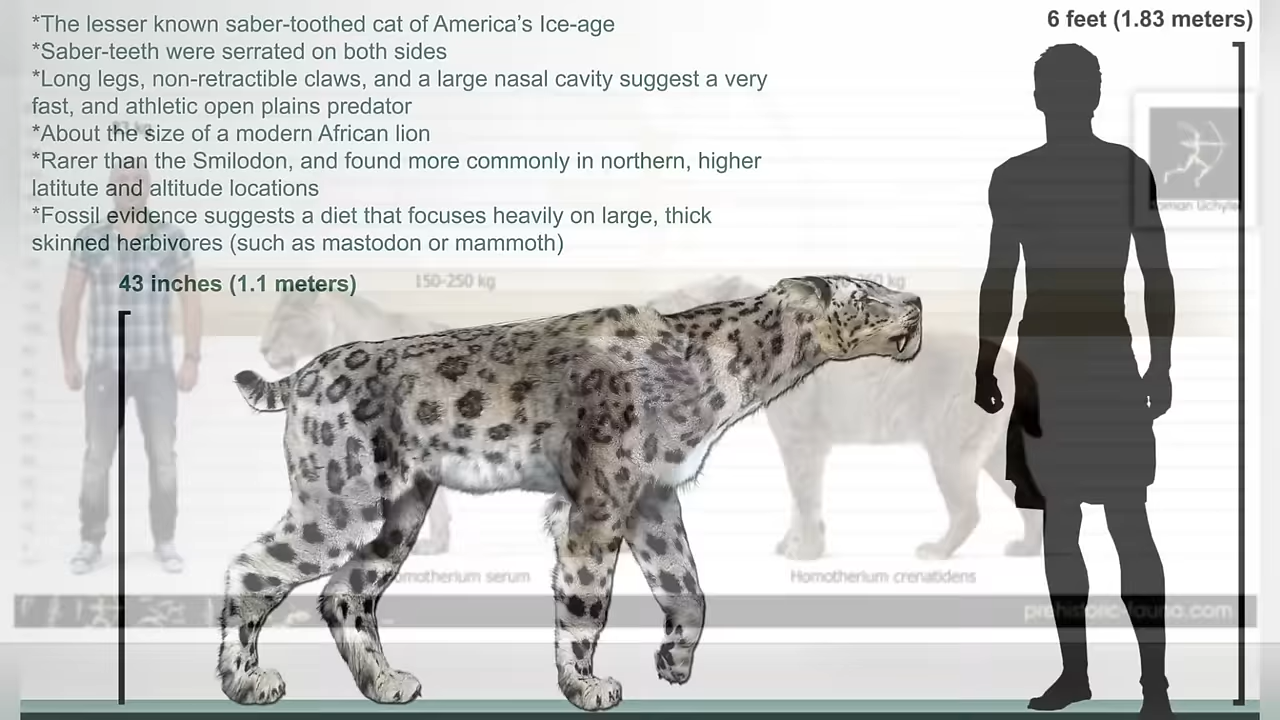 6 feet (1.83 meters)
*The lesser known saber-toothed cat of America's Ice-age
*Saber-teeth were serrated on both sides
*Long legs, non-retractible claws, and a large nasal cavity suggest a very
fast, and athletic open plains predator
*About the size of a modern African lion
*Rarer than the Smilodon, and found more commonly in northern, higher
latitute and altitude locations
*Fossil evidence suggests a diet that focuses heavily on large, thick
skinned herbivores (such as mastodon or mammoth)
43 inches (1.1 meters)
150-250 kg
Roman Uchytel
Homotherium serum
Homotherium crenatidens
prehistoric-fauna.com